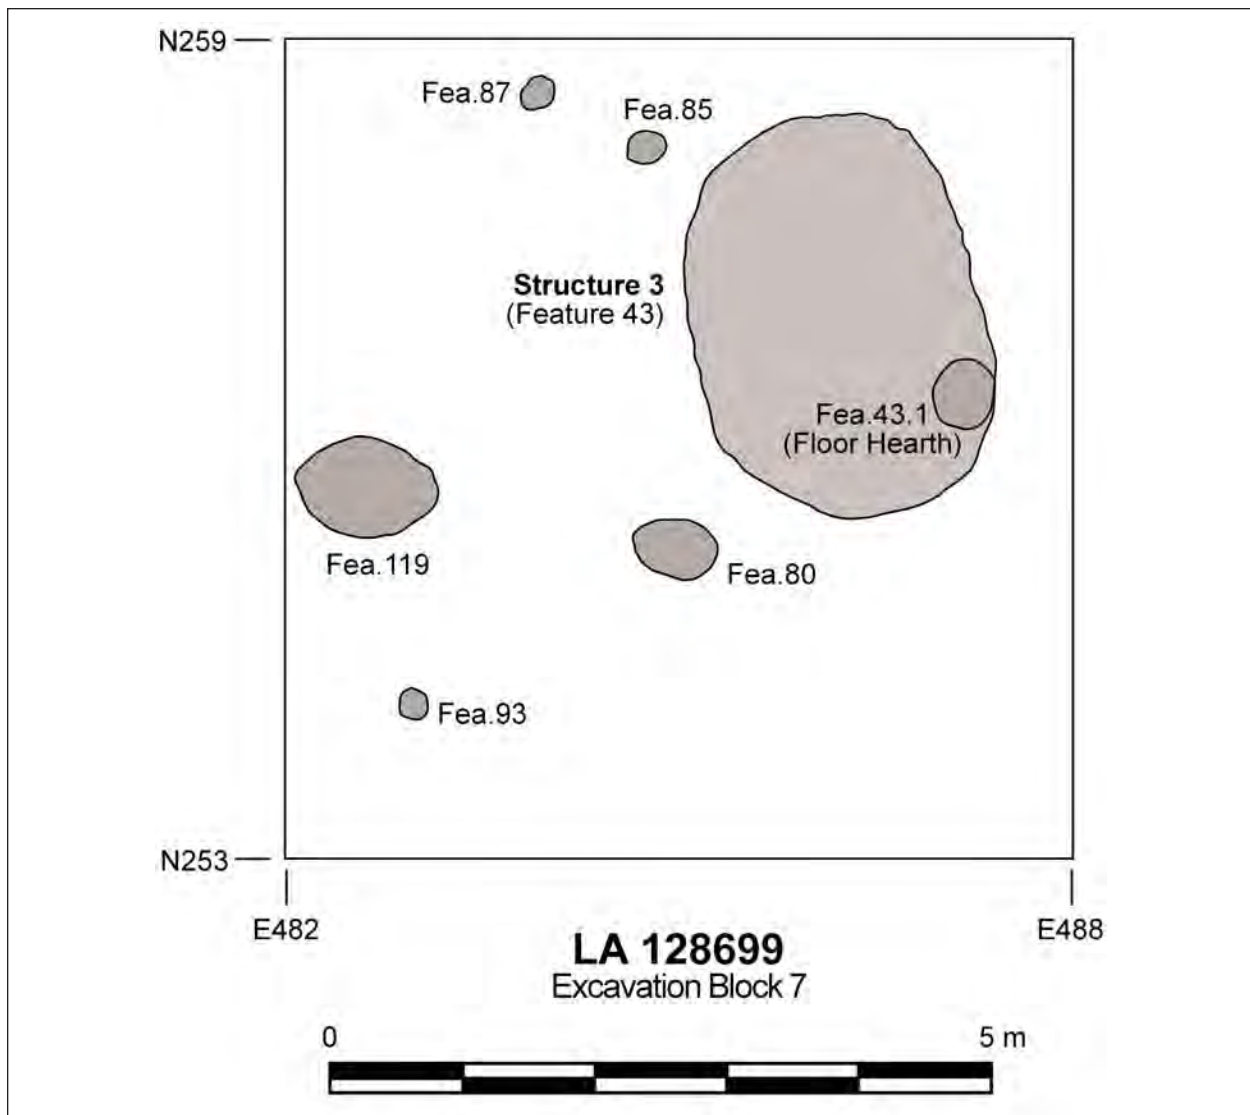 N259
Fea.87
Fea.85
Structure 3
(Feature 43)
Fea.43.1
(Floor Hearth)
Fea.119
Fea.80
Fea.93
N253
E482
E488
LA 128699
Excavation Block 7
0
5 m